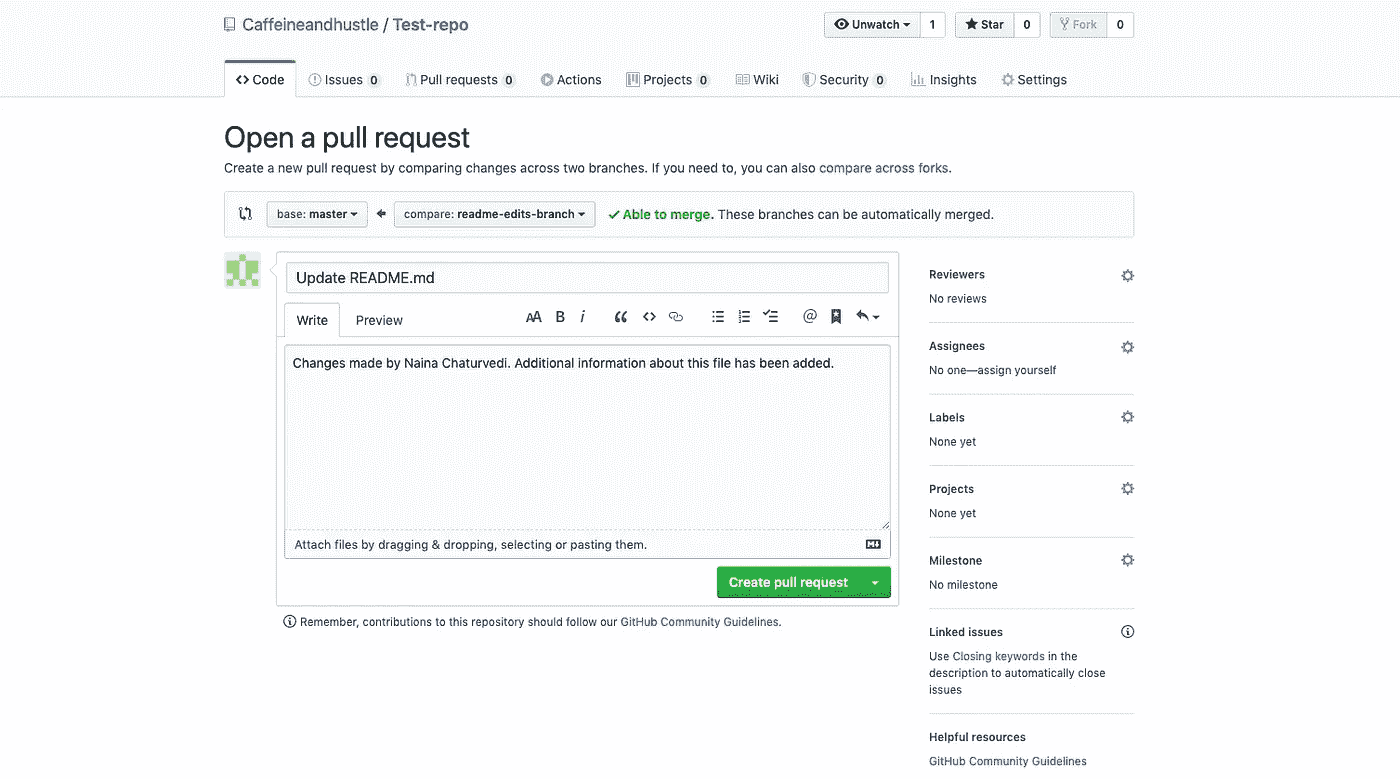 Caffeineandhustle / Test-repo
Unwatch 1 Star 0 Fork 0
Code Issues 0 Pull requests 0 Actions Projects 0 Wiki Security 0 Insights Settings
Open a pull request
Create a new pull request by comparing changes across two branches. If you need to, you can also compare across forks.
base: master compare: readme-edits-branch Able to merge. These branches can be automatically merged.
Update README.md
Write Preview AA B i @
Changes made by Naina Chaturvedi. Additional information about this file has been added.
Attach files by dragging & dropping, selecting or pasting them.
Create pull request
Remember, contributions to this repository should follow our GitHub Community Guidelines.
Reviewers
No reviews
Assignees
No one—assign yourself
Labels
None yet
Projects
None yet
Milestone
No milestone
Linked issues
Use Closing keywords in the
description to automatically close
issues
Helpful resources
GitHub Community Guidelines